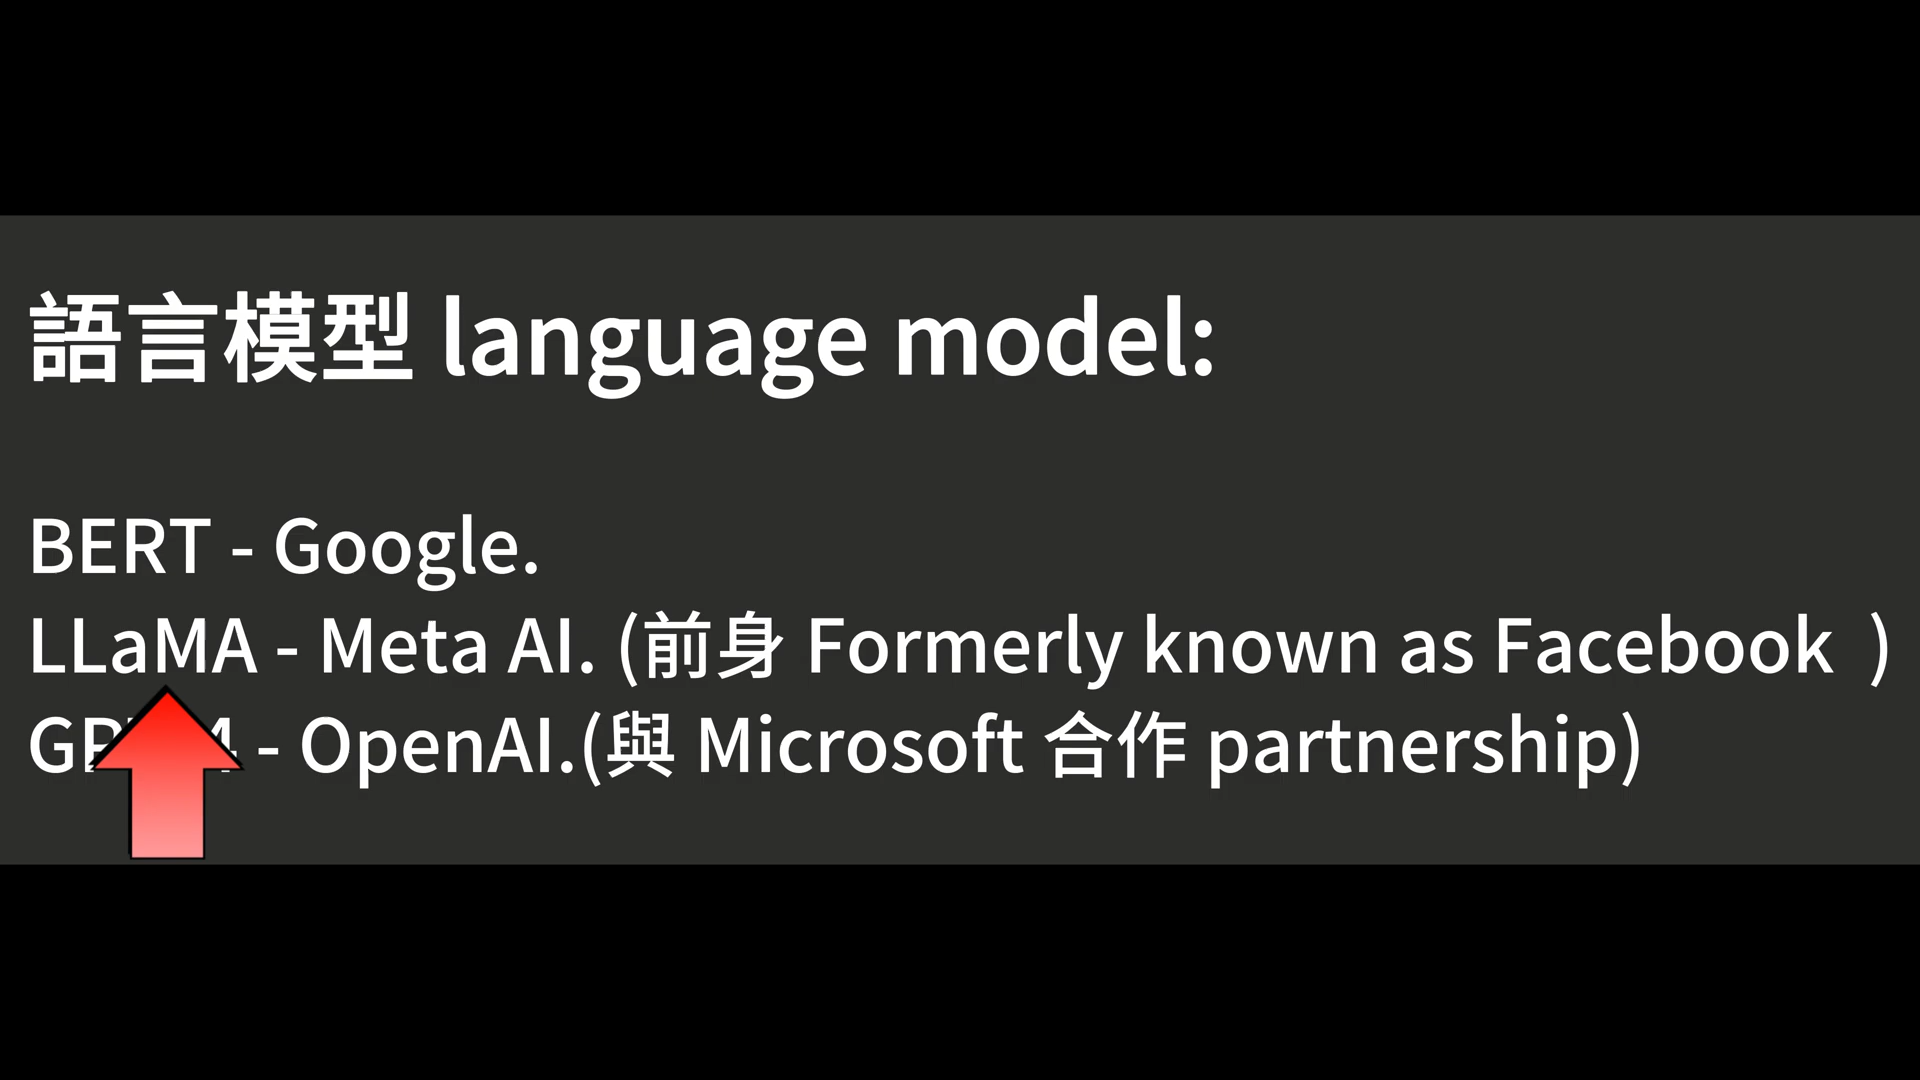 語言模型 language model:
BERT - Google.
LLaMA - Meta AI. (前身 Formerly known as Facebook )
- OpenAI.(與 Microsoft 合作 partnership)